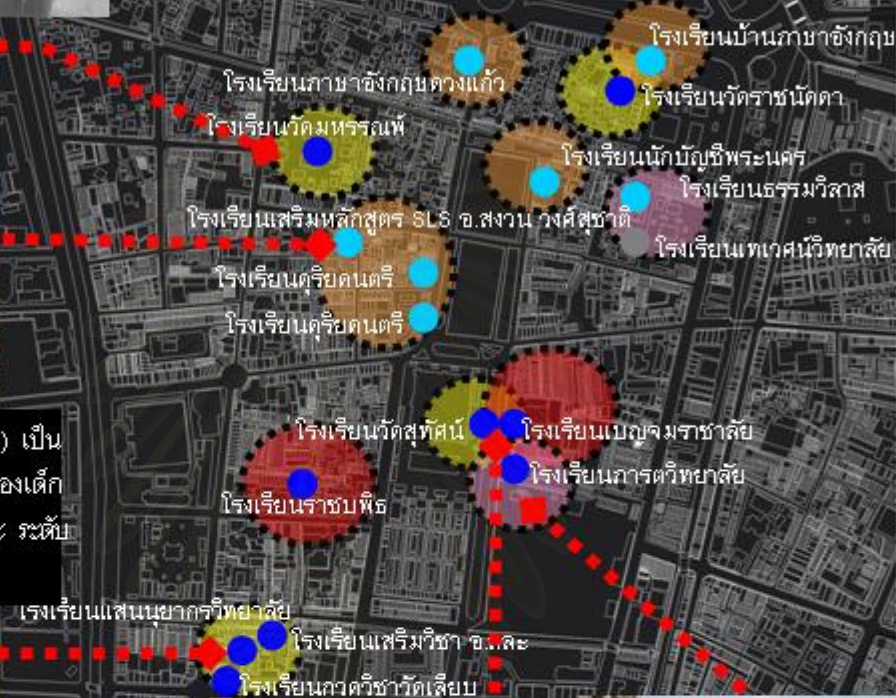 โรงเรียนบ้านภาษาอังกฤษ
โรงเรียนภาษาอังกฤษดวงแก้ว
โรงเรียนวัดราชนัดดา
โรงเรียนวัดมหรรณพ์
โรงเรียนนักบัญชีพระนคร
โรงเรียนธรรมวิลาส
โรงเรียนเสริมหลักสูตร SLS อ.สงวน วงศ์สุชาติ
โรงเรียนเทเวศน์วิทยาลัย
โรงเรียนดุริยดนตรี
โรงเรียนดุริยดนตรี
โรงเรียนวัดสุทัศน์
โรงเรียนเบญจมราชาลัย
) เป็น
โรงเรียนภารตวิทยาลัย
องเด็ก
โรงเรียนราชบพิธ
ะ ระดับ
โรงเรียนแสนนุยากรวิทยาลัย
โรงเรียนเสริมวิชา
โรงเรียนกวดวิชาวัดเลียบ